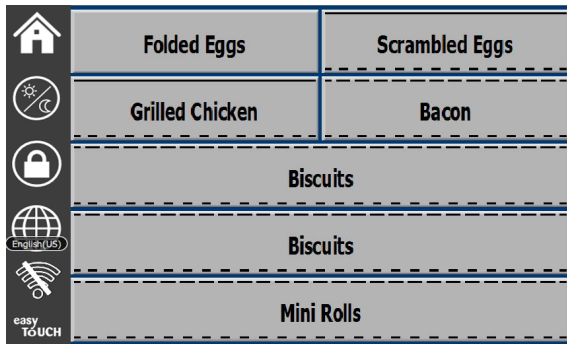 Folded Eggs
Scrambled Eggs
Grilled Chicken
Bacon
Biscuits
English(US)
Biscuits
Mini Rolls
easy
TOUCH